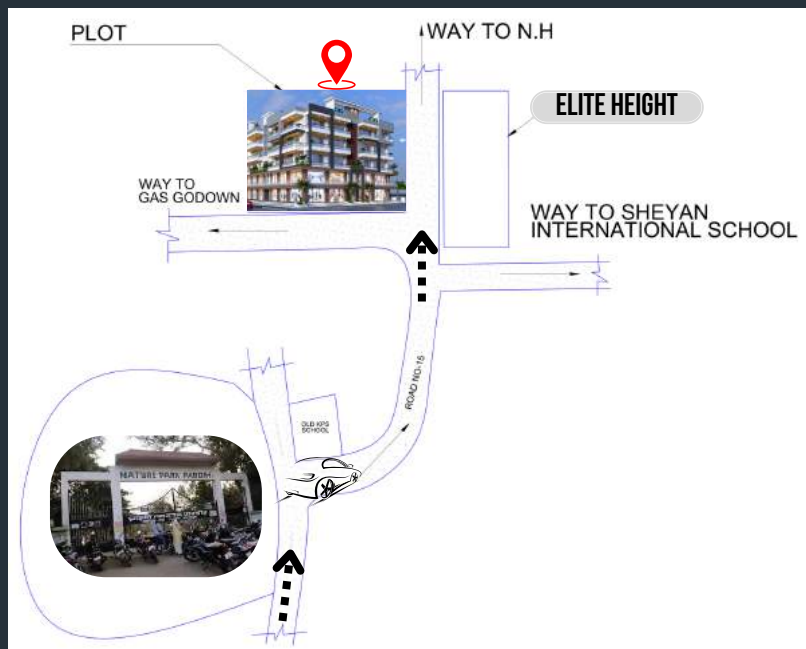 PLOT
WAY TO N.H
ELITE HEIGHT
WAY TO
GAS GODOWN
WAY TO SHEYAN
INTERNATIONAL SCHOOL
ROAD NO-15
OLD KPS
SCHOOL
NATURE PARK